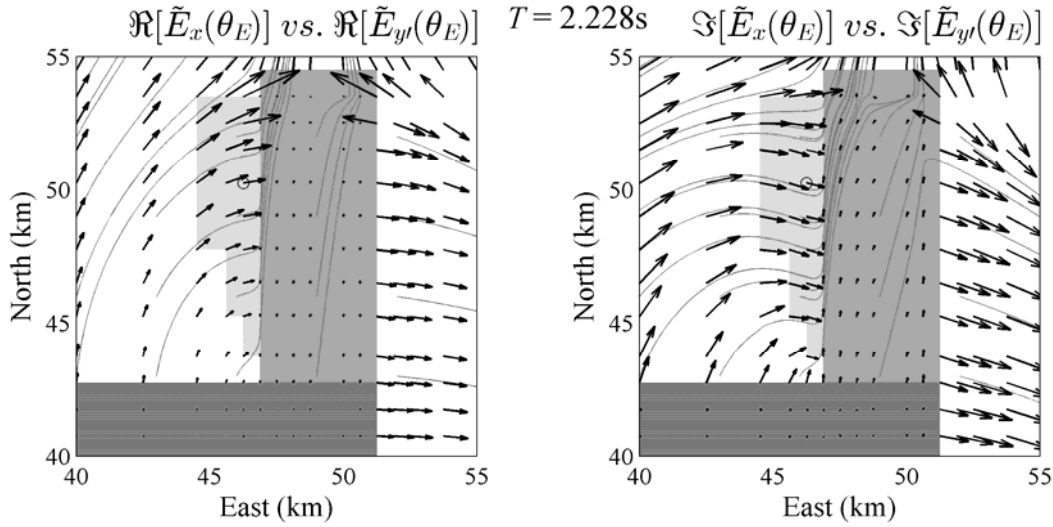 ℜ[Ẽx(θE)] vs. ℜ[Ẽy′(θE)]
T = 2.228s
ℑ[Ẽx(θE)] vs. ℑ[Ẽy′(θE)]
55
50
45
40
North (km)
40 45 50 55
East (km)
55
50
45
40
North (km)
40 45 50 55
East (km)